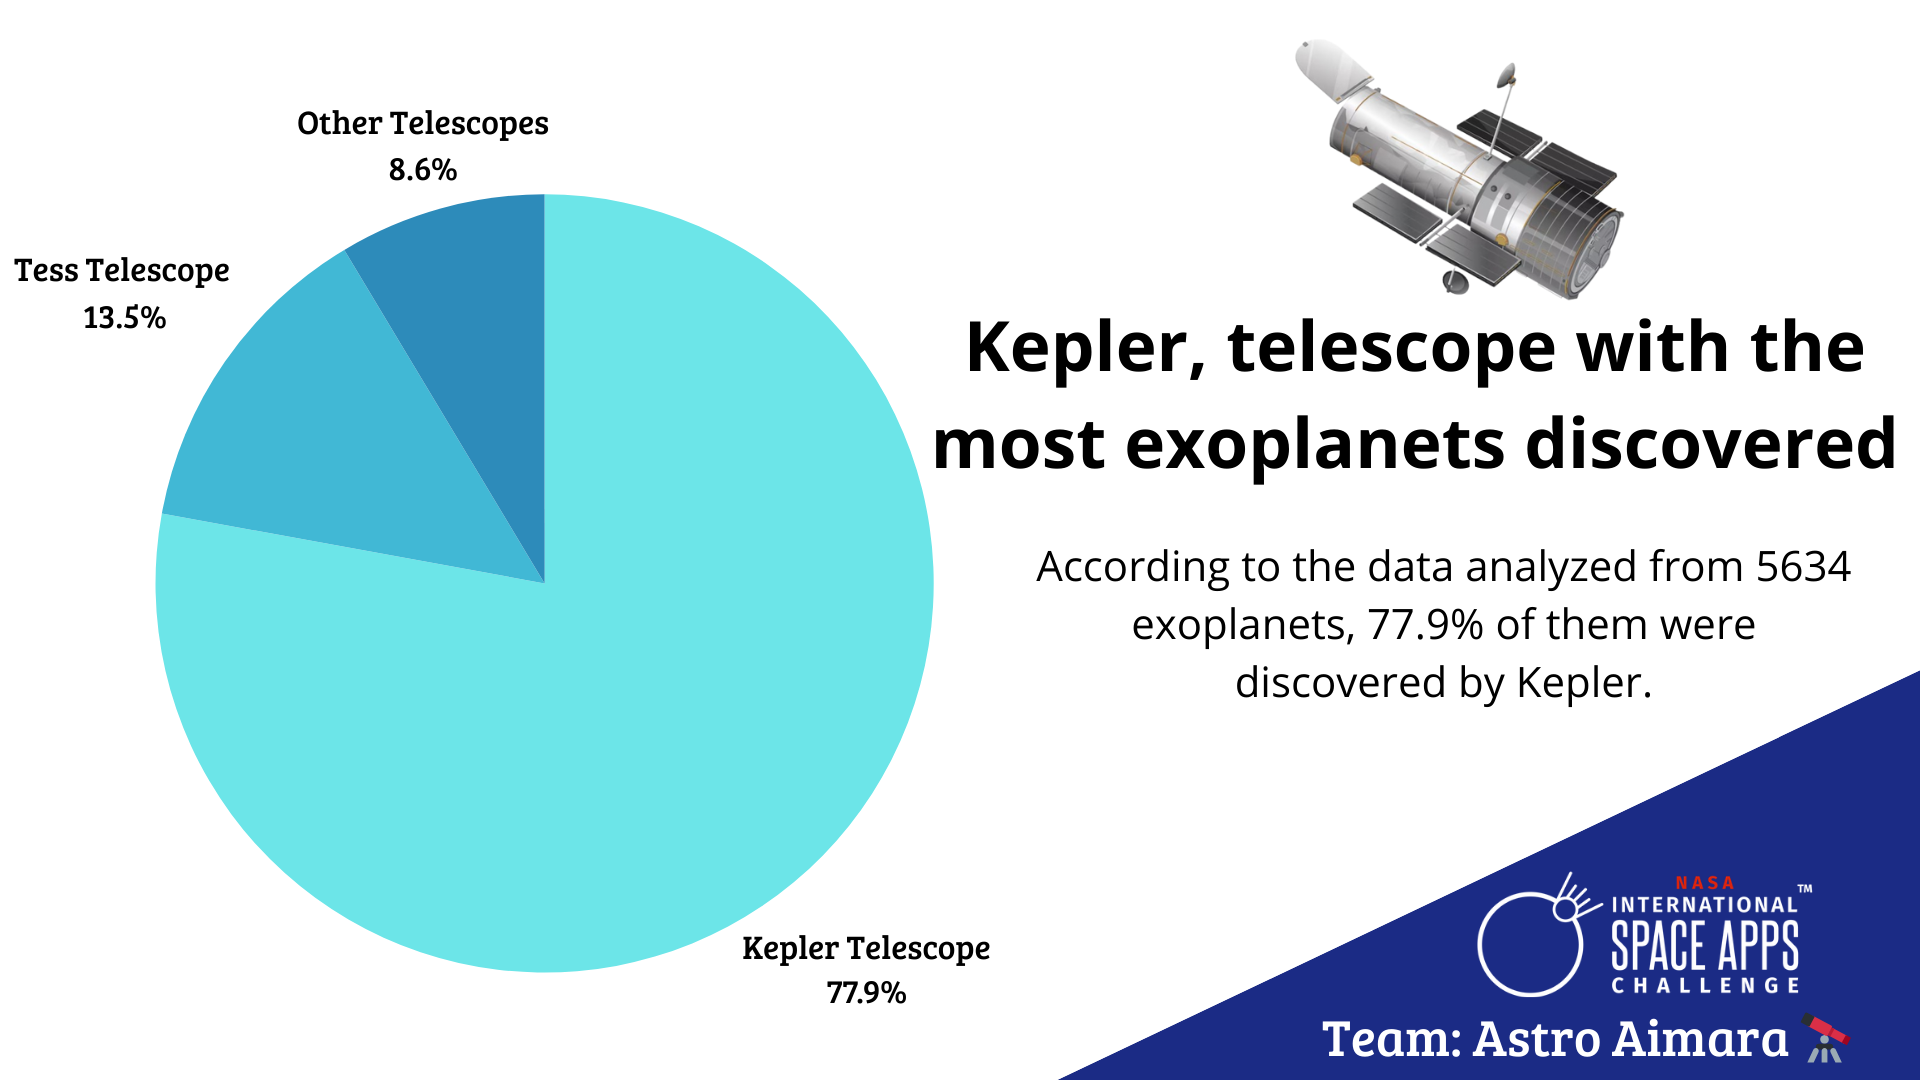 Other Telescopes
8.6%
Tess Telescope
13.5%
Kepler Telescope
77.9%
Kepler, telescope with the
most exoplanets discovered
According to the data analyzed from 5634
exoplanets, 77.9% of them were
discovered by Kepler.
NASA
INTERNATIONAL™
SPACE APPS
CHALLENGE
Team: Astro Aimara